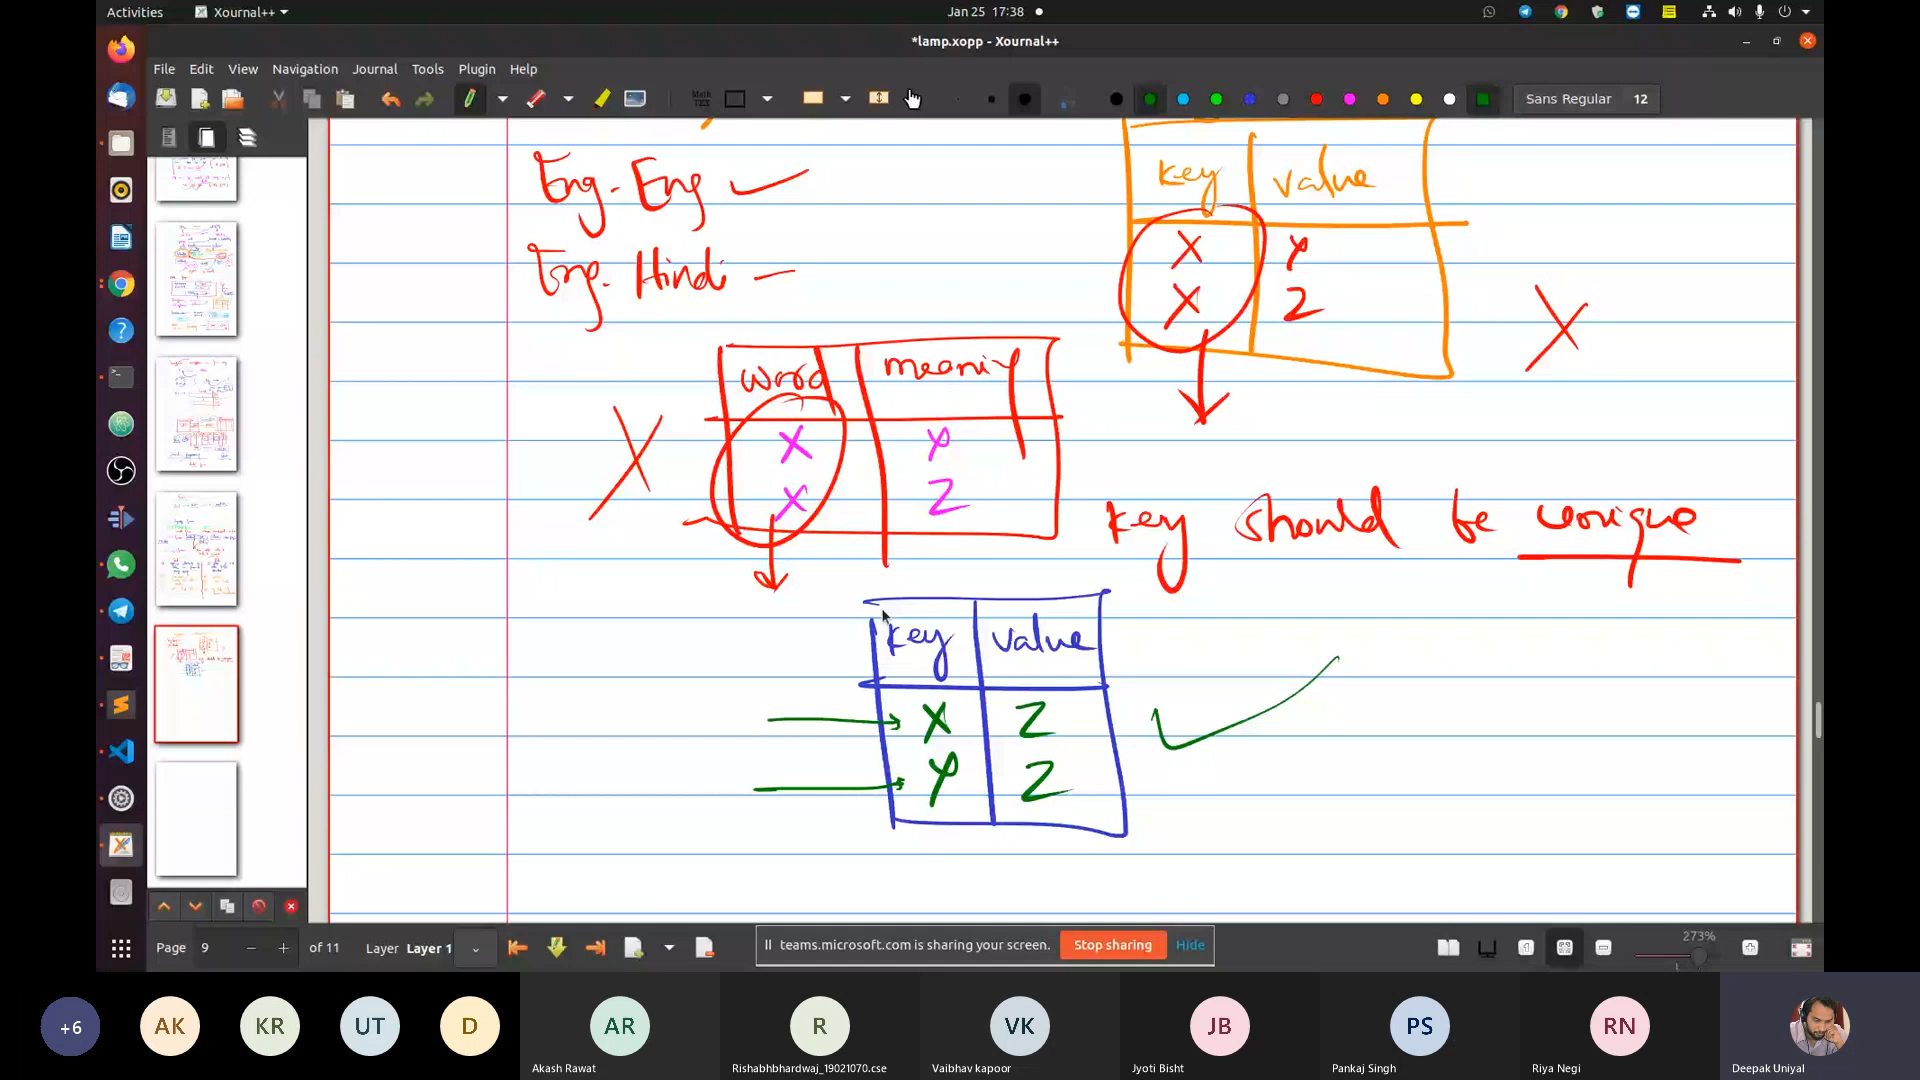 Activities
Xournal++
Jan 25 17:38
*lamp.xopp - Xournal++
File Edit View Navigation Journal Tools Plugin Help
Sans Regular 12
Eng-Eng
Eng-Hindi
key value
X Y
X Z
X
word meaning
X
X Y
X Z
key should be unique
key value
X Z
Y Z
Page 9 of 11 Layer Layer 1
teams.microsoft.com is sharing your screen. Stop sharing Hide
273%
+6 AK KR UT D AR R VK JB PS RN
Akash Rawat Rishabhbhardwaj_19021070.cse Vaibhav kapoor Jyoti Bisht Pankaj Singh Riya Negi Deepak Uniyal